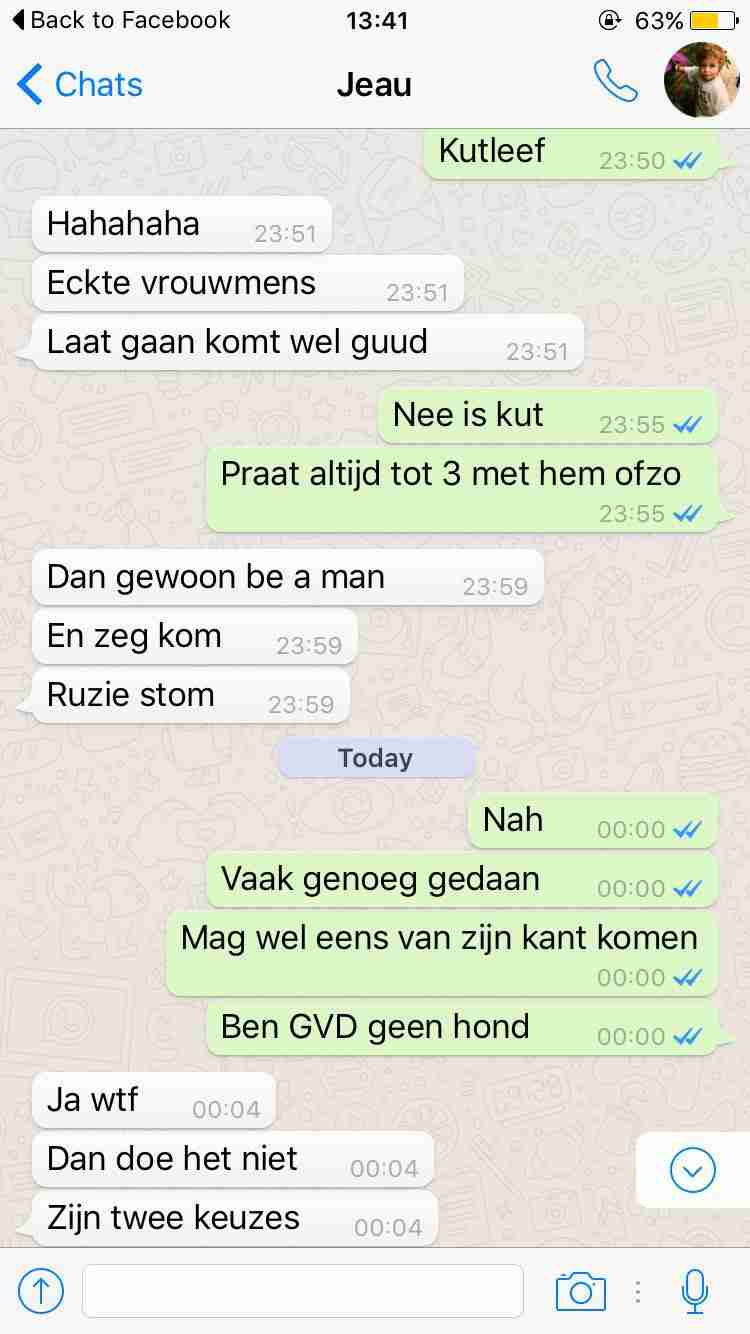 Back to Facebook 13:41 63%
Chats Jeau
Kutleef 23:50
Hahahaha 23:51
Eckte vrouwmens 23:51
Laat gaan komt wel guud 23:51
Nee is kut 23:55
Praat altijd tot 3 met hem ofzo
23:55
Dan gewoon be a man 23:59
En zeg kom 23:59
Ruzie stom 23:59
Today
Nah 00:00
Vaak genoeg gedaan 00:00
Mag wel eens van zijn kant komen
00:00
Ben GVD geen hond 00:00
Ja wtf 00:04
Dan doe het niet 00:04
Zijn twee keuzes 00:04